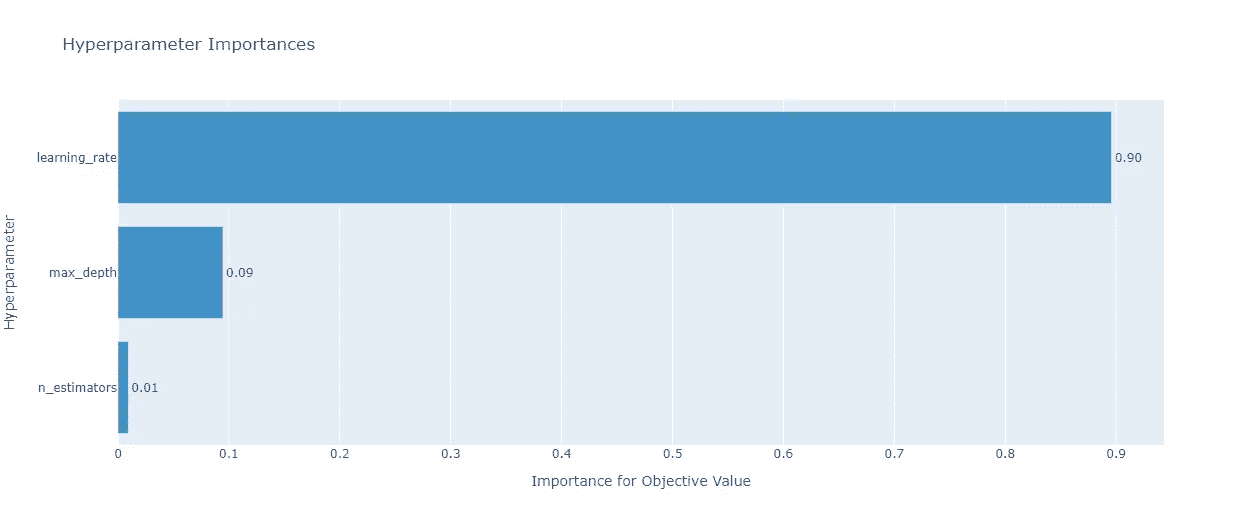 Hyperparameter Importances
Hyperparameter
learning_rate
0.90
max_depth
0.09
n_estimators
0.01
0 0.1 0.2 0.3 0.4 0.5 0.6 0.7 0.8 0.9
Importance for Objective Value